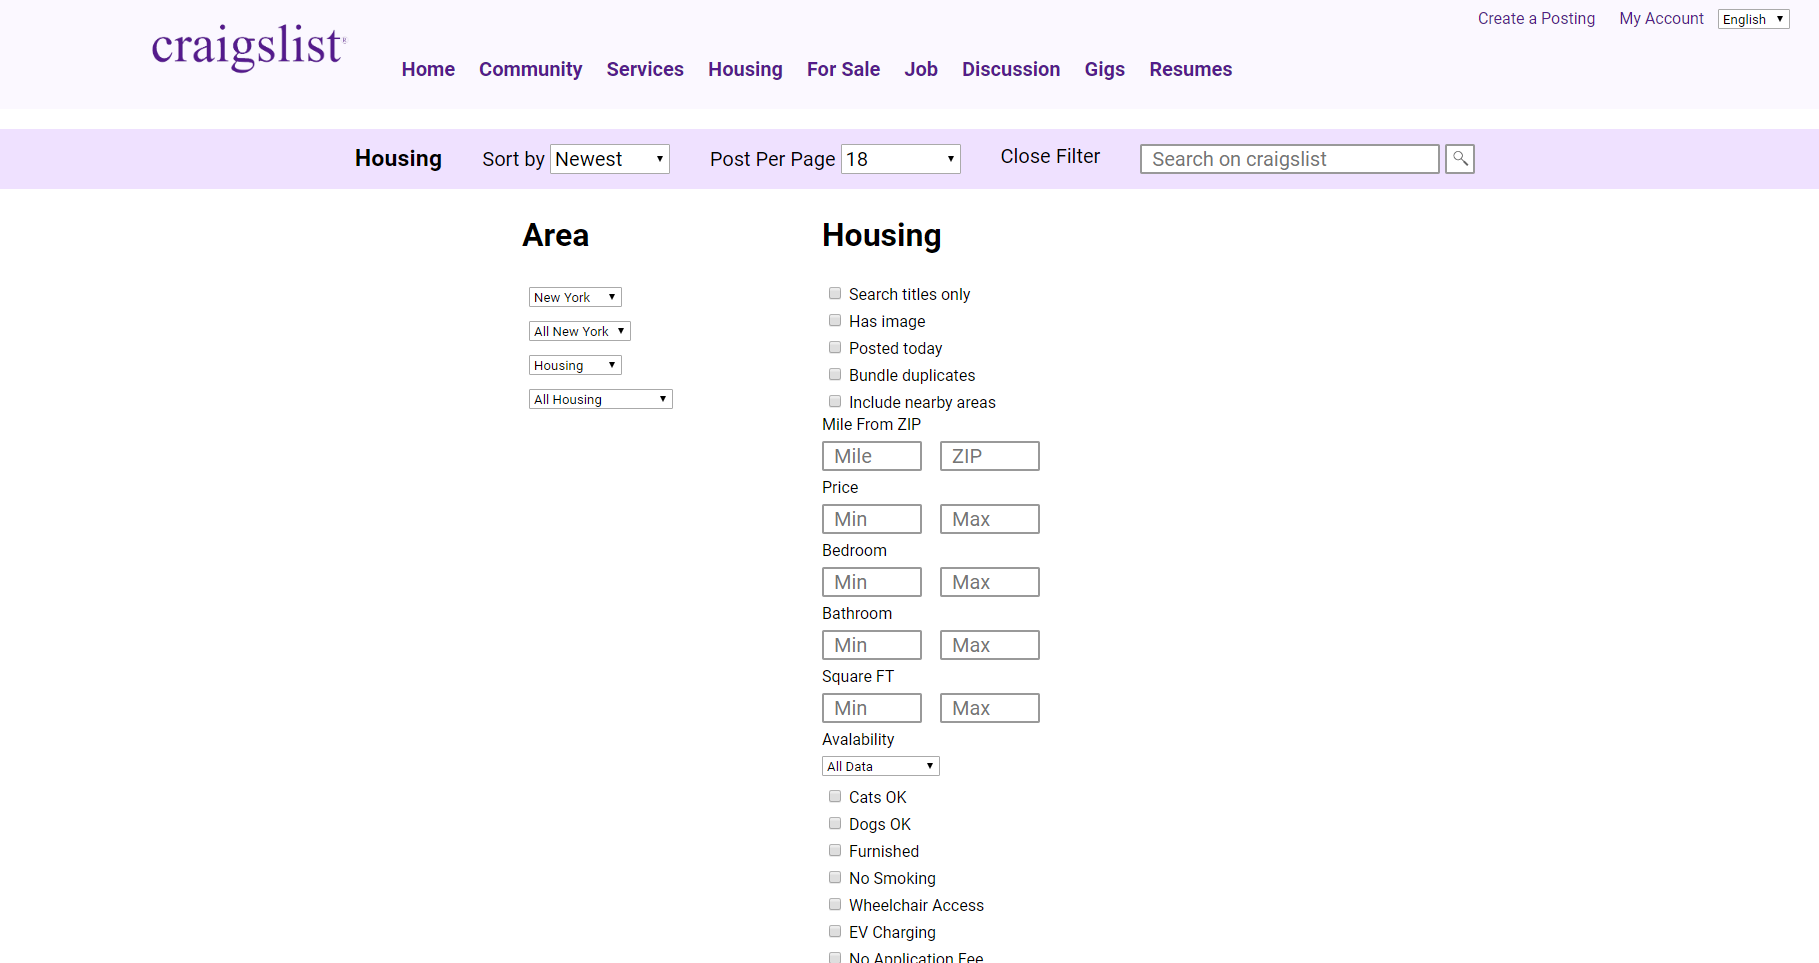 Create a Posting My Account English
craigslist
Home Community Services Housing For Sale Job Discussion Gigs Resumes
Housing Sort by Newest Post Per Page 18 Close Filter Search on craigslist
Area
New York
All New York
Housing
All Housing
Housing
Search titles only
Has image
Posted today
Bundle duplicates
Include nearby areas
Mile From ZIP
Mile ZIP
Price
Min Max
Bedroom
Min Max
Bathroom
Min Max
Square FT
Min Max
Avalability
All Data
Cats OK
Dogs OK
Furnished
No Smoking
Wheelchair Access
EV Charging
No Application Fee